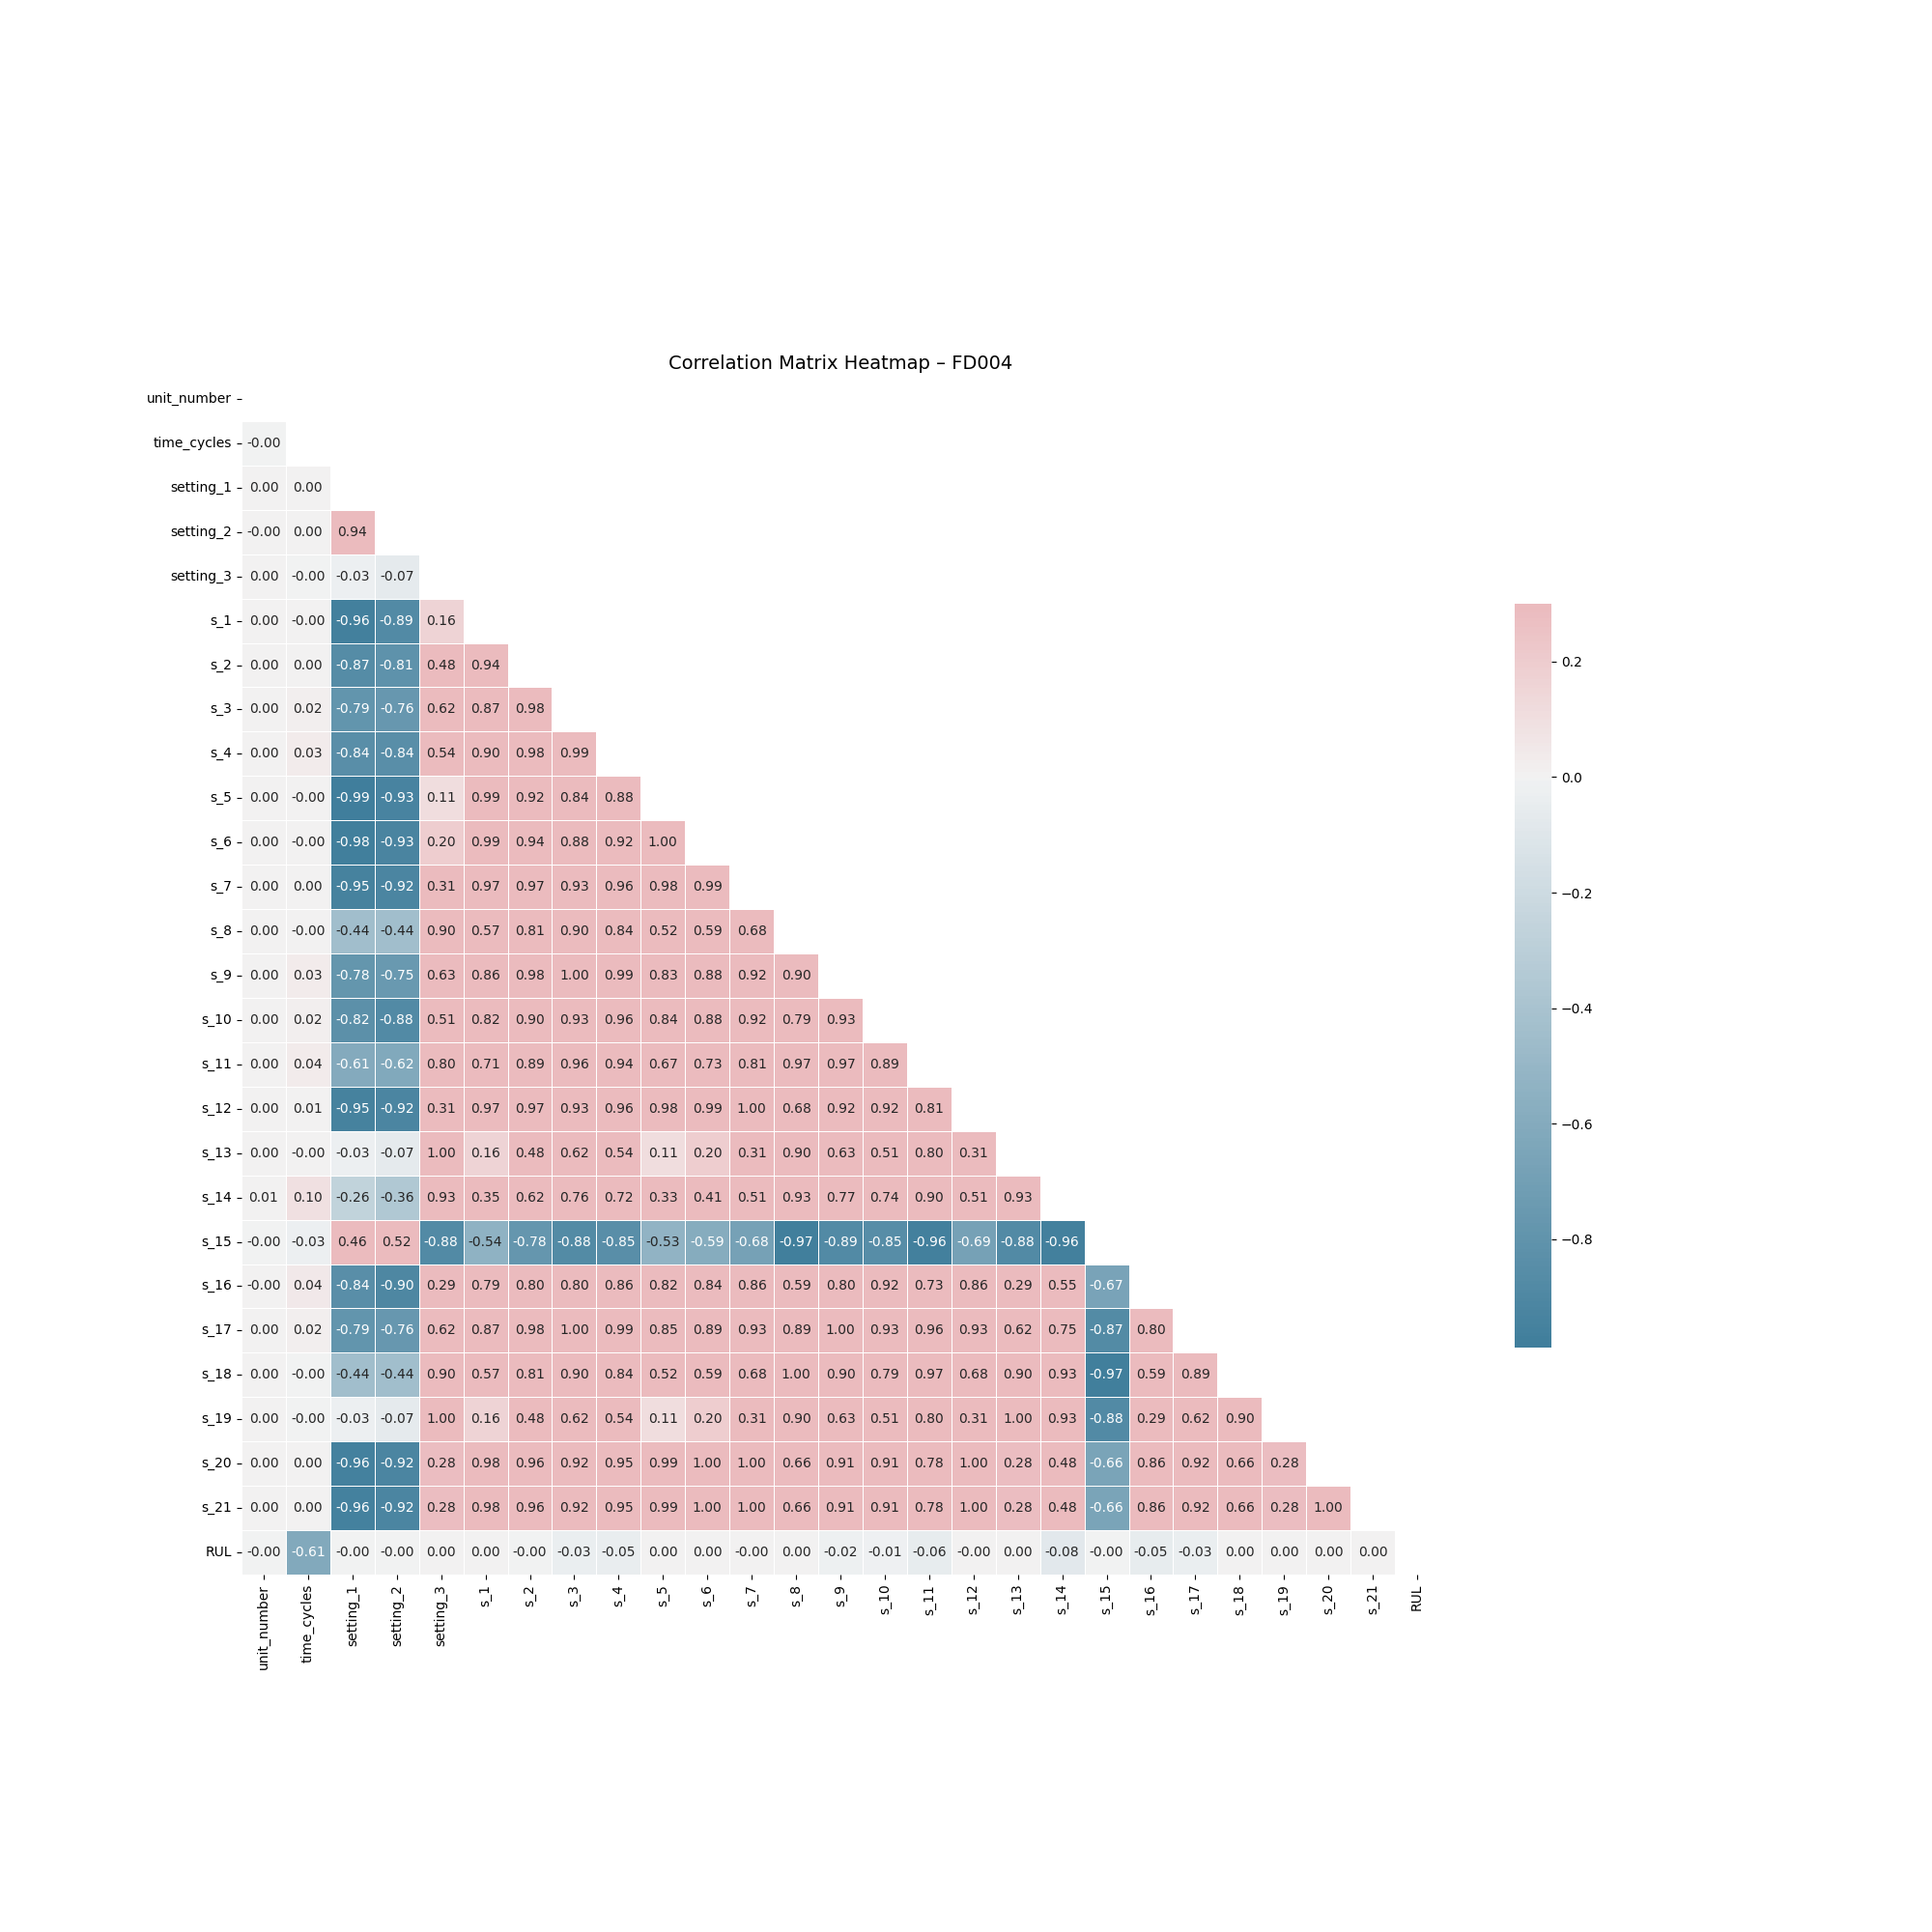 Correlation Matrix Heatmap – FD004
unit_number
time_cycles -0.00
setting_1 0.00 0.00
setting_2 -0.00 0.00 0.94
setting_3 0.00 -0.00 -0.03 -0.07
s_1 0.00 -0.00 -0.96 -0.89 0.16
s_2 0.00 0.00 -0.87 -0.81 0.48 0.94
s_3 0.00 0.02 -0.79 -0.76 0.62 0.87 0.98
s_4 0.00 0.03 -0.84 -0.84 0.54 0.90 0.98 0.99
s_5 0.00 -0.00 -0.99 -0.93 0.11 0.99 0.92 0.84 0.88
s_6 0.00 -0.00 -0.98 -0.93 0.20 0.99 0.94 0.88 0.92 1.00
s_7 0.00 0.00 -0.95 -0.92 0.31 0.97 0.97 0.93 0.96 0.98 0.99
s_8 0.00 -0.00 -0.44 -0.44 0.90 0.57 0.81 0.90 0.84 0.52 0.59 0.68
s_9 0.00 0.03 -0.78 -0.75 0.63 0.86 0.98 1.00 0.99 0.83 0.88 0.92 0.90
s_10 0.00 0.02 -0.82 -0.88 0.51 0.82 0.90 0.93 0.96 0.84 0.88 0.92 0.79 0.93
s_11 0.00 0.04 -0.61 -0.62 0.80 0.71 0.89 0.96 0.94 0.67 0.73 0.81 0.97 0.97 0.89
s_12 0.00 0.01 -0.95 -0.92 0.31 0.97 0.97 0.93 0.96 0.98 0.99 1.00 0.68 0.92 0.92 0.81
s_13 0.00 -0.00 -0.03 -0.07 1.00 0.16 0.48 0.62 0.54 0.11 0.20 0.31 0.90 0.63 0.51 0.80 0.31
s_14 0.01 0.10 -0.26 -0.36 0.93 0.35 0.62 0.76 0.72 0.33 0.41 0.51 0.93 0.77 0.74 0.90 0.51 0.93
s_15 -0.00 -0.03 0.46 0.52 -0.88 -0.54 -0.78 -0.88 -0.85 -0.53 -0.59 -0.68 -0.97 -0.89 -0.85 -0.96 -0.69 -0.88 -0.96
s_16 -0.00 0.04 -0.84 -0.90 0.29 0.79 0.80 0.80 0.86 0.82 0.84 0.86 0.59 0.80 0.92 0.73 0.86 0.29 0.55 -0.67
s_17 0.00 0.02 -0.79 -0.76 0.62 0.87 0.98 1.00 0.99 0.85 0.89 0.93 0.89 1.00 0.93 0.96 0.93 0.62 0.75 -0.87 0.80
s_18 0.00 -0.00 -0.44 -0.44 0.90 0.57 0.81 0.90 0.84 0.52 0.59 0.68 1.00 0.90 0.79 0.97 0.68 0.90 0.93 -0.97 0.59 0.89
s_19 0.00 -0.00 -0.03 -0.07 1.00 0.16 0.48 0.62 0.54 0.11 0.20 0.31 0.90 0.63 0.51 0.80 0.31 1.00 0.93 -0.88 0.29 0.62 0.90
s_20 0.00 0.00 -0.96 -0.92 0.28 0.98 0.96 0.92 0.95 0.99 1.00 1.00 0.66 0.91 0.91 0.78 1.00 0.28 0.48 -0.66 0.86 0.92 0.66 0.28
s_21 0.00 0.00 -0.96 -0.92 0.28 0.98 0.96 0.92 0.95 0.99 1.00 1.00 0.66 0.91 0.91 0.78 1.00 0.28 0.48 -0.66 0.86 0.92 0.66 0.28 1.00
RUL -0.00 -0.61 -0.00 -0.00 0.00 0.00 -0.00 -0.03 -0.05 0.00 0.00 -0.00 0.00 -0.02 -0.01 -0.06 -0.00 0.00 -0.08 -0.00 -0.05 -0.03 0.00 0.00 0.00 0.00
unit_number time_cycles setting_1 setting_2 setting_3 s_1 s_2 s_3 s_4 s_5 s_6 s_7 s_8 s_9 s_10 s_11 s_12 s_13 s_14 s_15 s_16 s_17 s_18 s_19 s_20 s_21 RUL
0.2
0.0
−0.2
−0.4
−0.6
−0.8